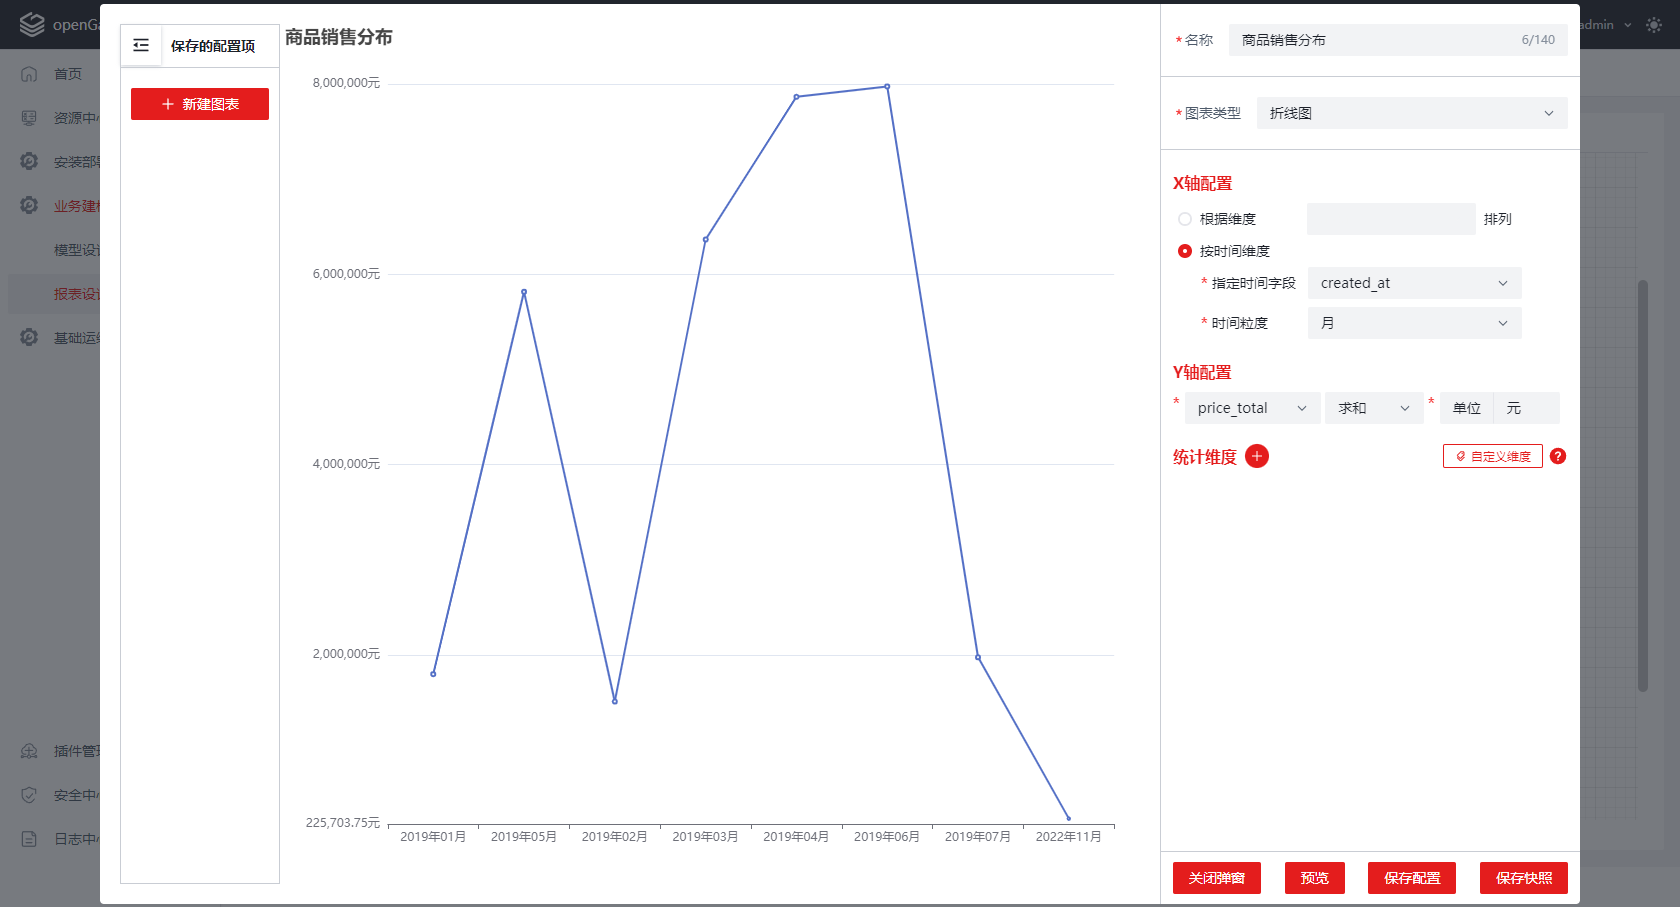 openGa
admin
首页
资源中心
安装部署
业务建模
模型设计
报表设计
基础运维
插件管理
安全中心
日志中心
保存的配置项
新建图表
商品销售分布
8,000,000元
6,000,000元
4,000,000元
2,000,000元
225,703.75元
2019年01月 2019年05月 2019年02月 2019年03月 2019年04月 2019年06月 2019年07月 2022年11月
*名称 商品销售分布 6/140
*图表类型 折线图
X轴配置
根据维度 排列
按时间维度
* 指定时间字段 created_at
* 时间粒度 月
Y轴配置
* price_total 求和 * 单位 元
统计维度 + 自定义维度 ?
关闭弹窗 预览 保存配置 保存快照